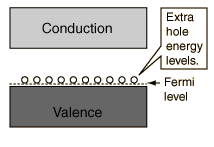 Conduction
Extra
hole
energy
levels.
Fermi
level
Valence